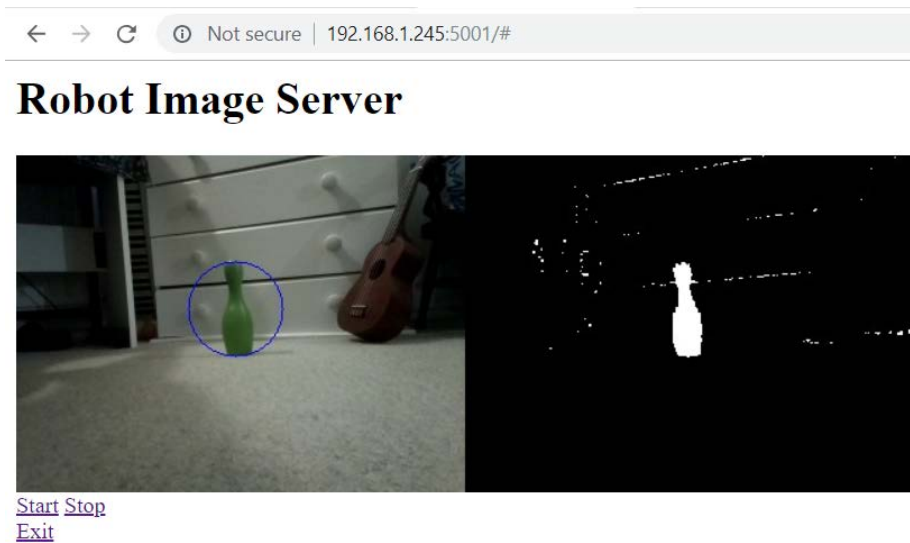 Not secure | 192.168.1.245:5001/#
Robot Image Server
Start Stop
Exit